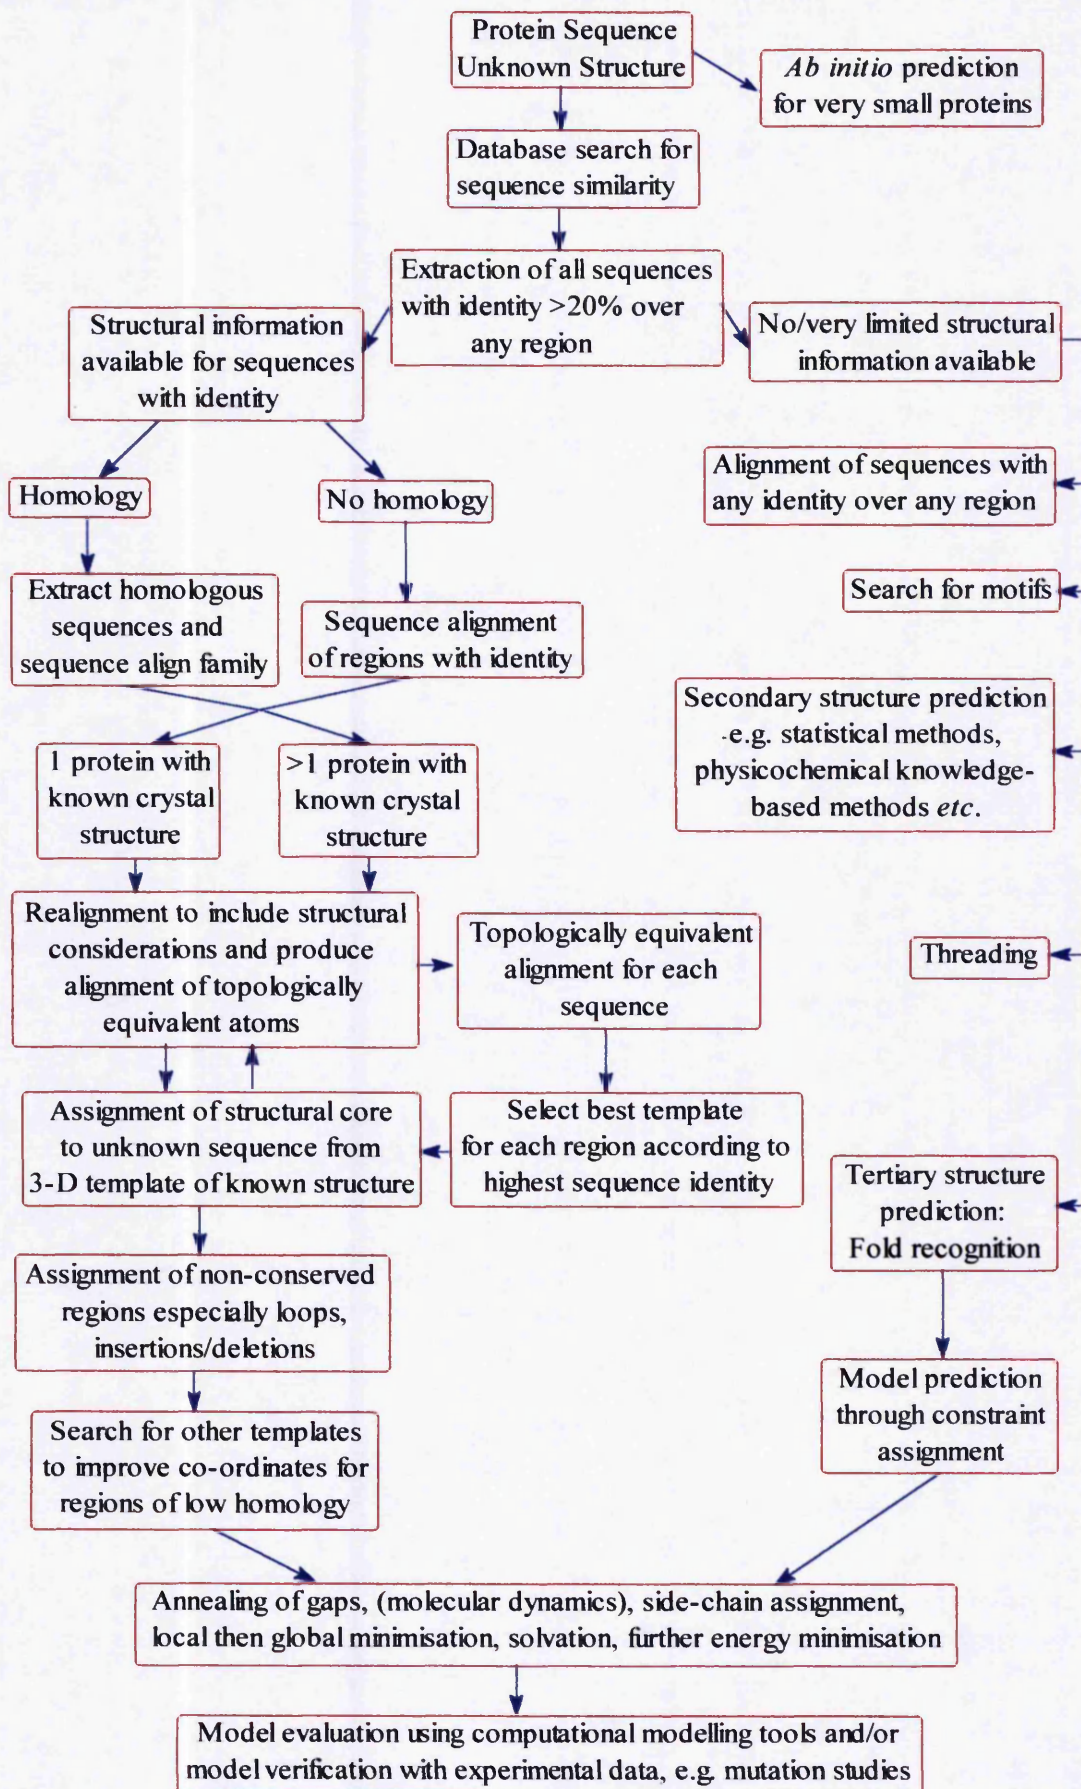 Protein Sequence
Unknown Structure
Ab initio prediction
for very small proteins
Database search for
sequence similarity
Extraction of all sequences
with identity >20% over
any region
Structural information
available for sequences
with identity
No/very limited structural
information available
Homology
No homology
Alignment of sequences with
any identity over any region
Extract homologous
sequences and
sequence align family
Sequence alignment
of regions with identity
Search for motifs
Secondary structure prediction
e.g. statistical methods,
physicochemical knowledge-
based methods etc.
1 protein with
known crystal
structure
>1 protein with
known crystal
structure
Realignment to include structural
considerations and produce
alignment of topologically
equivalent atoms
Topologically equivalent
alignment for each
sequence
Threading
Assignment of structural core
to unknown sequence from
3-D template of known structure
Select best template
for each region according to
highest sequence identity
Tertiary structure
prediction:
Fold recognition
Assignment of non-conserved
regions especially loops,
insertions/deletions
Model prediction
through constraint
assignment
Search for other templates
to improve co-ordinates for
regions of low homology
Annealing of gaps, (molecular dynamics), side-chain assignment,
local then global minimisation, solvation, further energy minimisation
Model evaluation using computational modelling tools and/or
model verification with experimental data, e.g. mutation studies